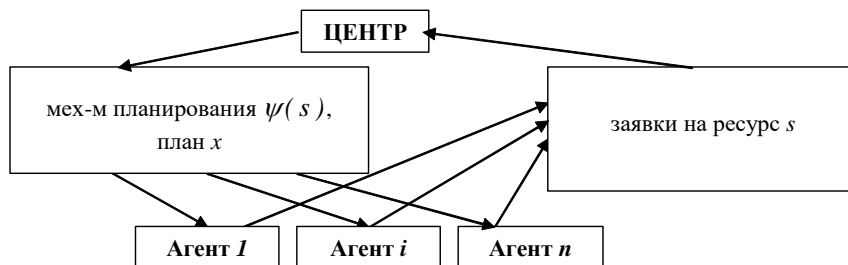 ЦЕНТР
мех-м планирования ψ( s ),
план x
заявки на ресурс s
Агент 1
Агент i
Агент n